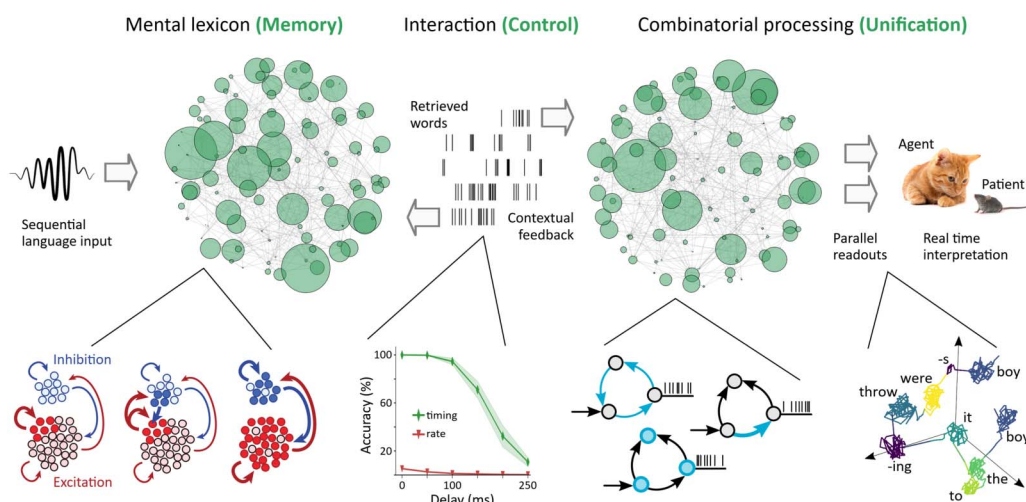 Mental lexicon (Memory)
Interaction (Control)
Combinatorial processing (Unification)
Retrieved
words
Agent
Patient
Sequential
language input
Contextual
feedback
Parallel
readouts
Real time
interpretation
Inhibition
Excitation
Accuracy (%)
100
80
60
40
20
timing
rate
0
100
200
250
Delay (ms)
-s
boy
were
throw
it
boy
-ing
the
to